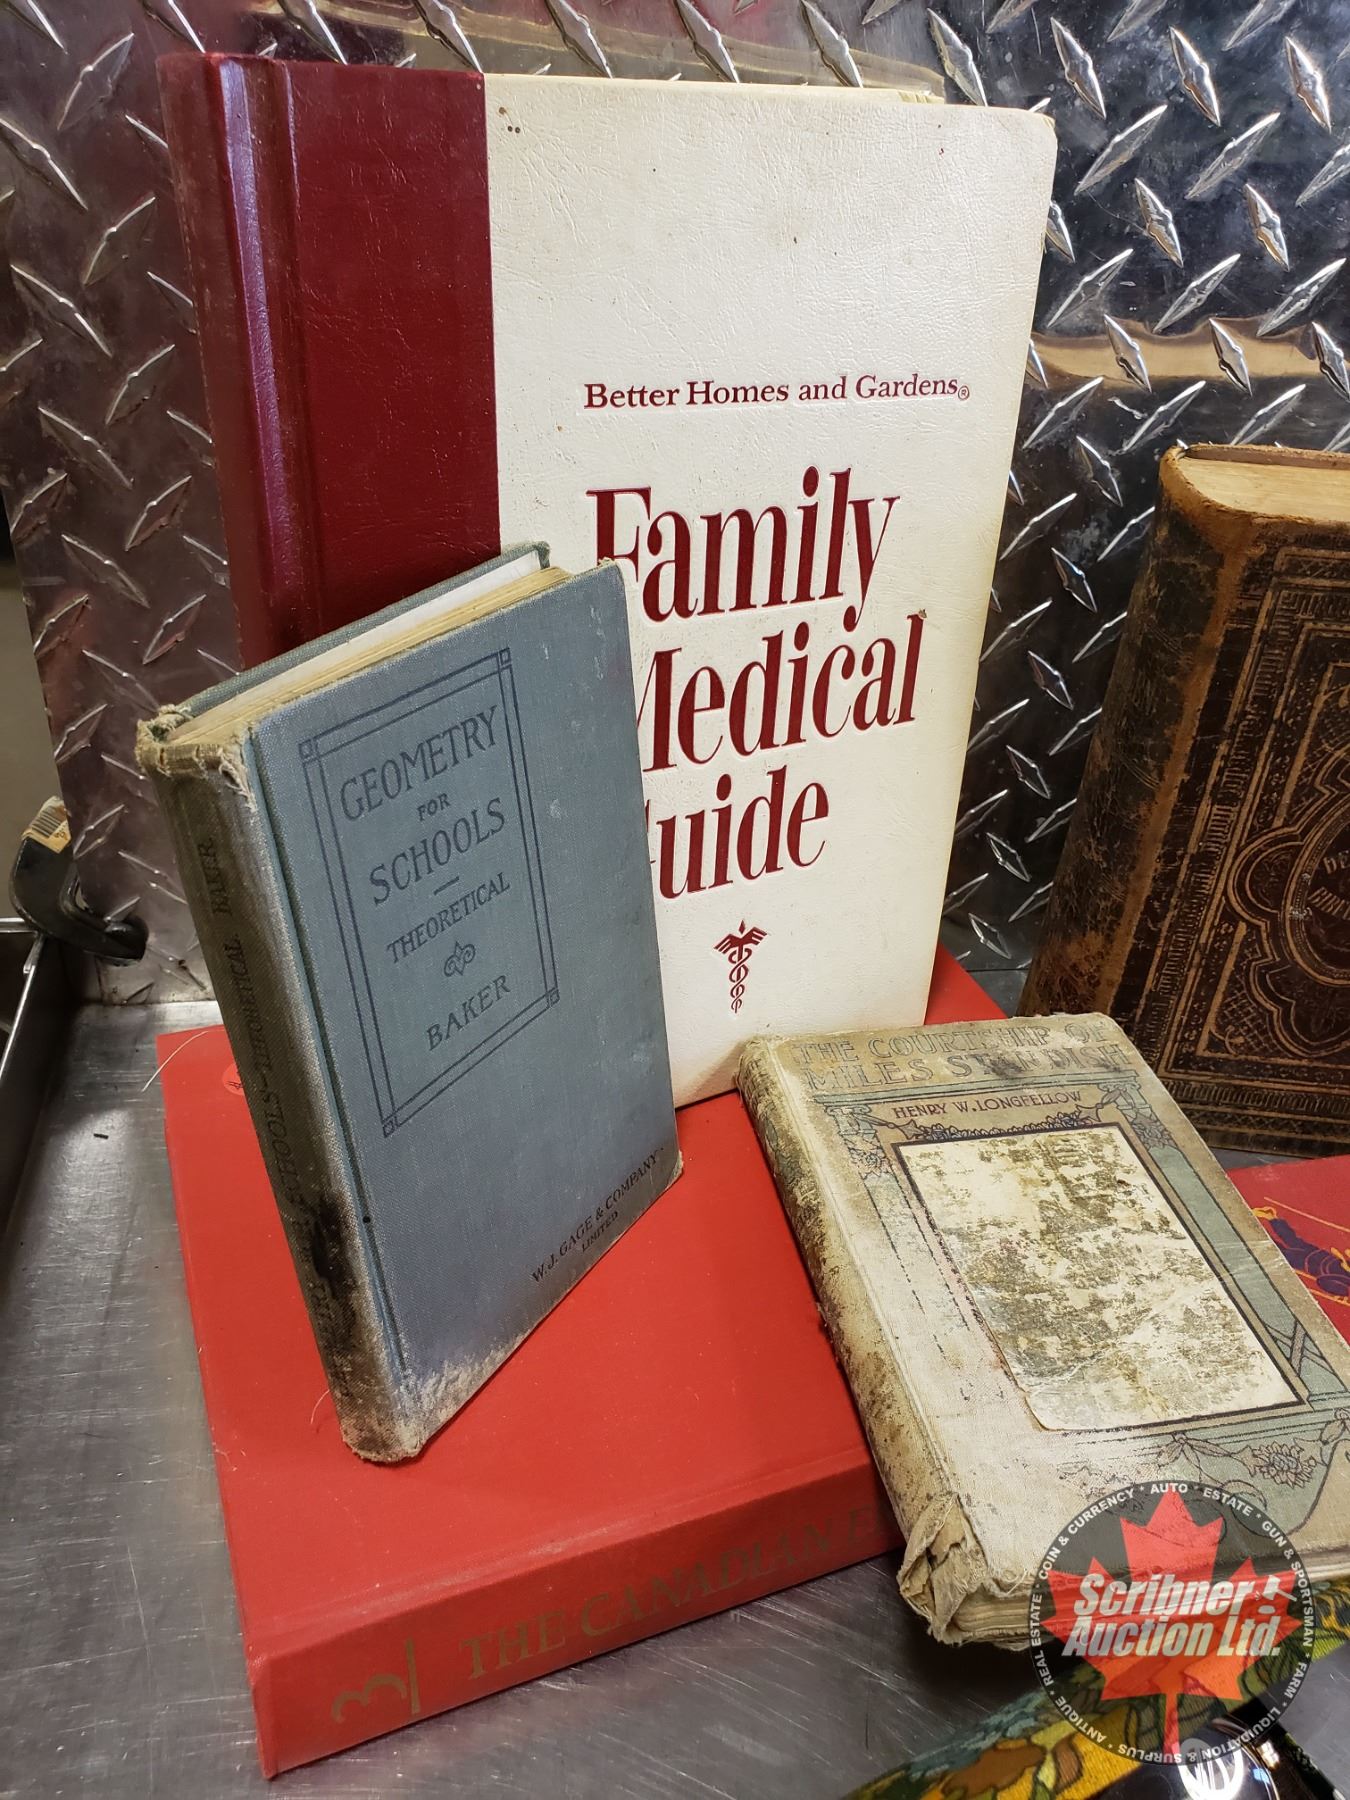 Better Homes and Gardens®
Family
Medical
Guide
GEOMETRY
FOR
SCHOOLS
THEORETICAL
BAKER
W. J. GAGE & COMPANY
LIMITED
THEORETICAL BAKER
THE COURTSHIP OF
MILES STANDISH
HENRY W. LONGFELLOW
3 THE CANADIAN
Scribner
Auction Ltd.
REAL ESTATE * COIN & CURRENCY * AUTO * ESTATE * GUN & SPORTSMAN * FARM * LIQUIDATION * SURPLUS * ANTIQUE